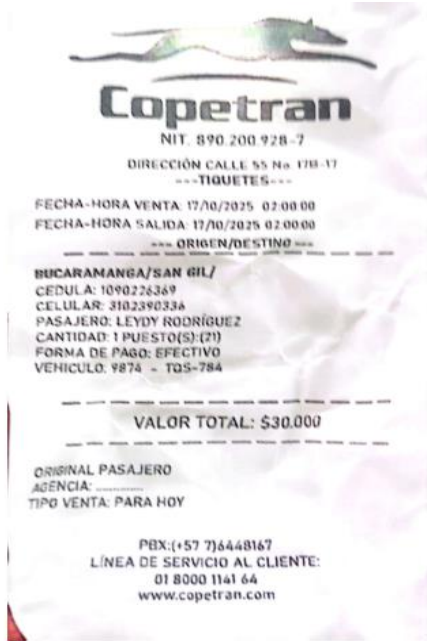 Copetran
NIT. 890.200.928-7
DIRECCIÓN CALLE 55 No. 17B-17
---TIQUETES---
FECHA-HORA VENTA: 17/10/2025 02:00:00
FECHA-HORA SALIDA: 17/10/2025 02:00:00
--- ORIGEN/DESTINO ---
BUCARAMANGA/SAN GIL/
CEDULA: 1090226369
CELULAR: 3102390336
PASAJERO: LEYDY RODRÍGUEZ
CANTIDAD: 1 PUESTO(S):(21)
FORMA DE PAGO: EFECTIVO
VEHICULO: 9874 - TQS-784
VALOR TOTAL: $30.000
ORIGINAL PASAJERO
AGENCIA: ________
TIPO VENTA: PARA HOY
PBX:(+57 7)6448167
LÍNEA DE SERVICIO AL CLIENTE:
01 8000 1141 64
www.copetran.com